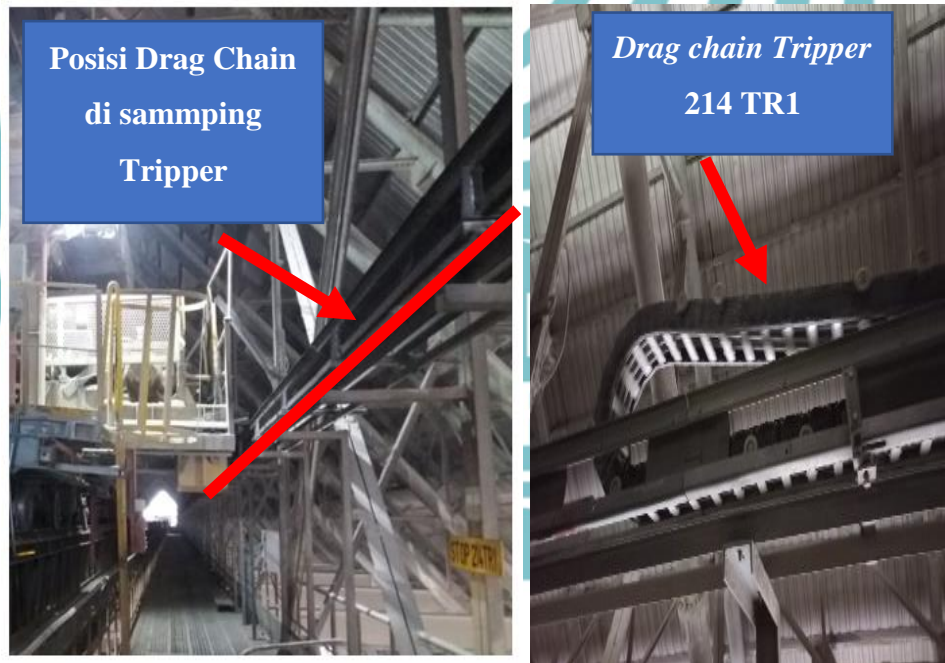 Posisi Drag Chain
di sammping
Tripper
Drag chain Tripper
214 TR1
STOP 214TR1